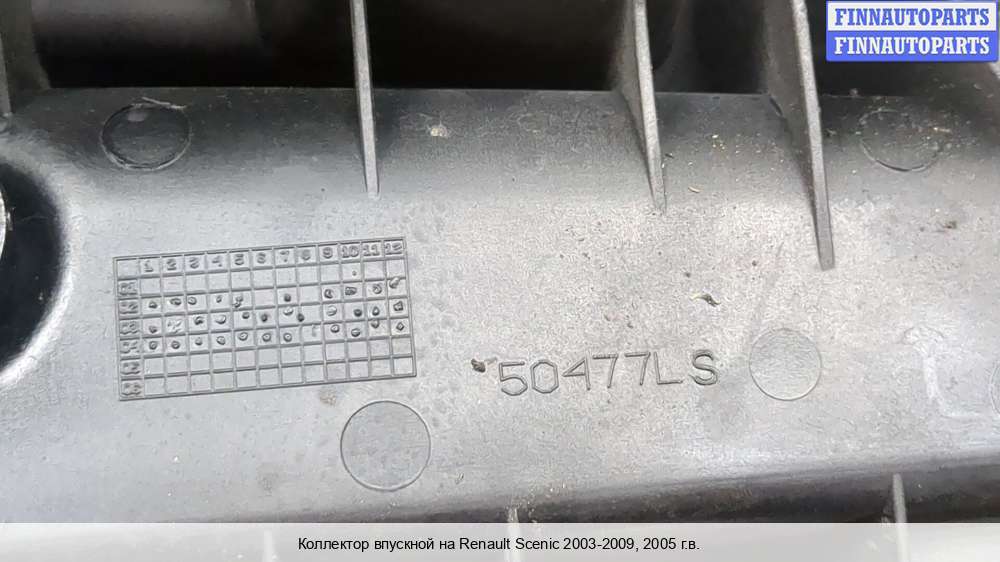 FINNAUTOPARTS
FINNAUTOPARTS
1 2 3 4 5 6 7 8 9 10 11 12
50477LS
Коллектор впускной на Renault Scenic 2003-2009, 2005 г.в.